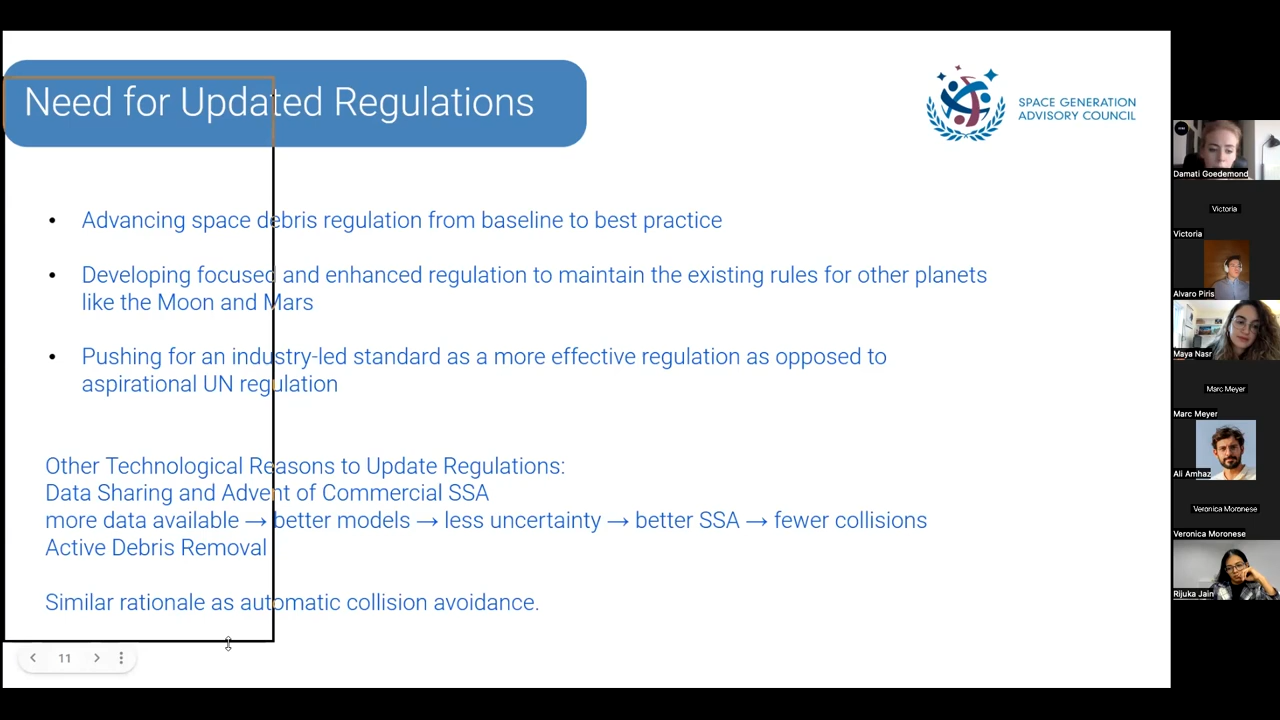 Need for Updated Regulations
SPACE GENERATION
ADVISORY COUNCIL
• Advancing space debris regulation from baseline to best practice
• Developing focused and enhanced regulation to maintain the existing rules for other planets
like the Moon and Mars
• Pushing for an industry-led standard as a more effective regulation as opposed to
aspirational UN regulation
Other Technological Reasons to Update Regulations:
Data Sharing and Advent of Commercial SSA
more data available → better models → less uncertainty → better SSA → fewer collisions
Active Debris Removal
Similar rationale as automatic collision avoidance.
11
Damati Goedemond
Victoria
Victoria
Alvaro Piris
Maya Nasr
Marc Meyer
Marc Meyer
Ali Amhaz
Veronica Moronese
Veronica Moronese
Rijuka Jain